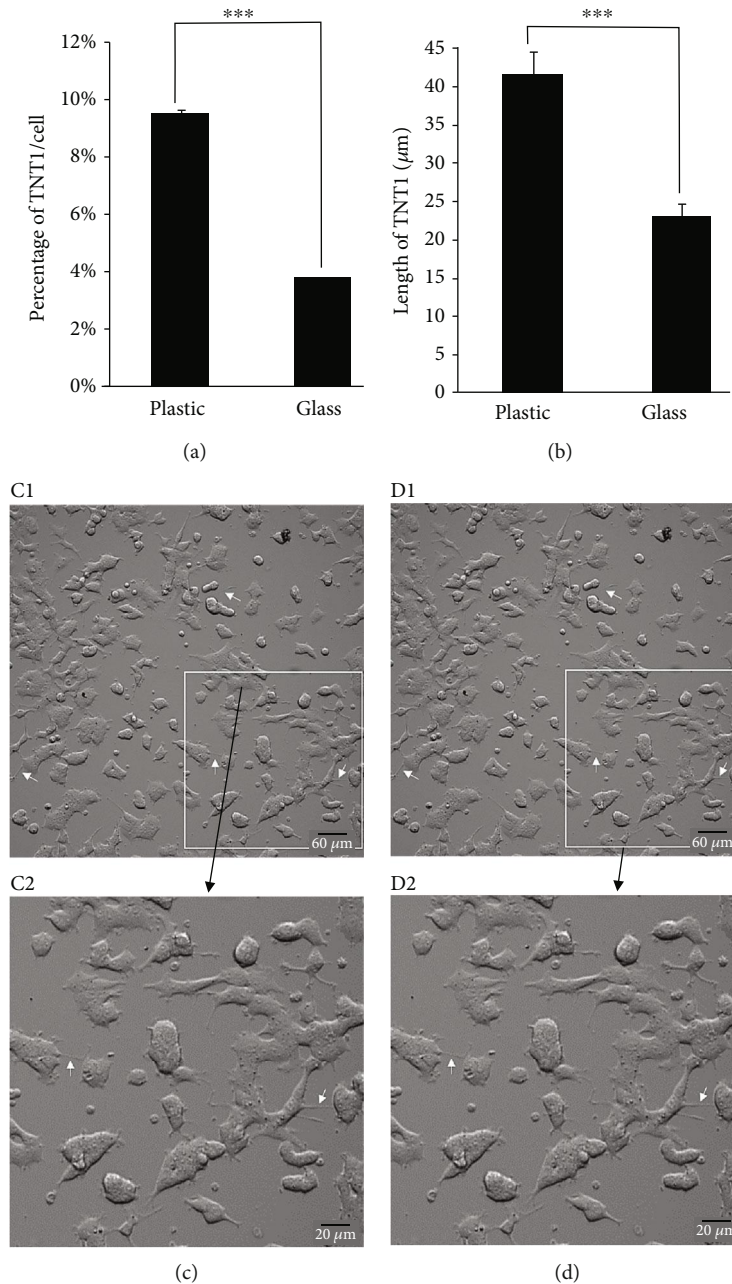 ***
12%
10%
8%
6%
4%
2%
0%
Percentage of TNT1/cell
Plastic Glass
(a)
***
45
40
35
30
25
20
15
10
5
0
Length of TNT1 (μm)
Plastic Glass
(b)
C1
60 μm
D1
60 μm
C2
20 μm
D2
20 μm
(c)
(d)